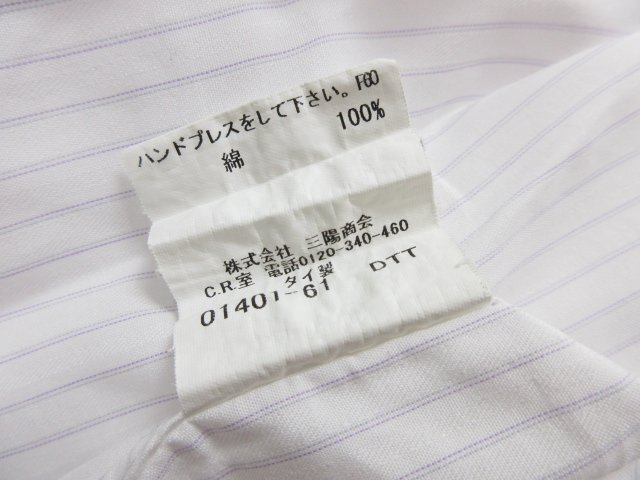 ハンドプレスをして下さい。F60
綿 100%
株式会社 三陽商会
C.R.室 電話0120-340-460
タイ製 DTT
01401-61